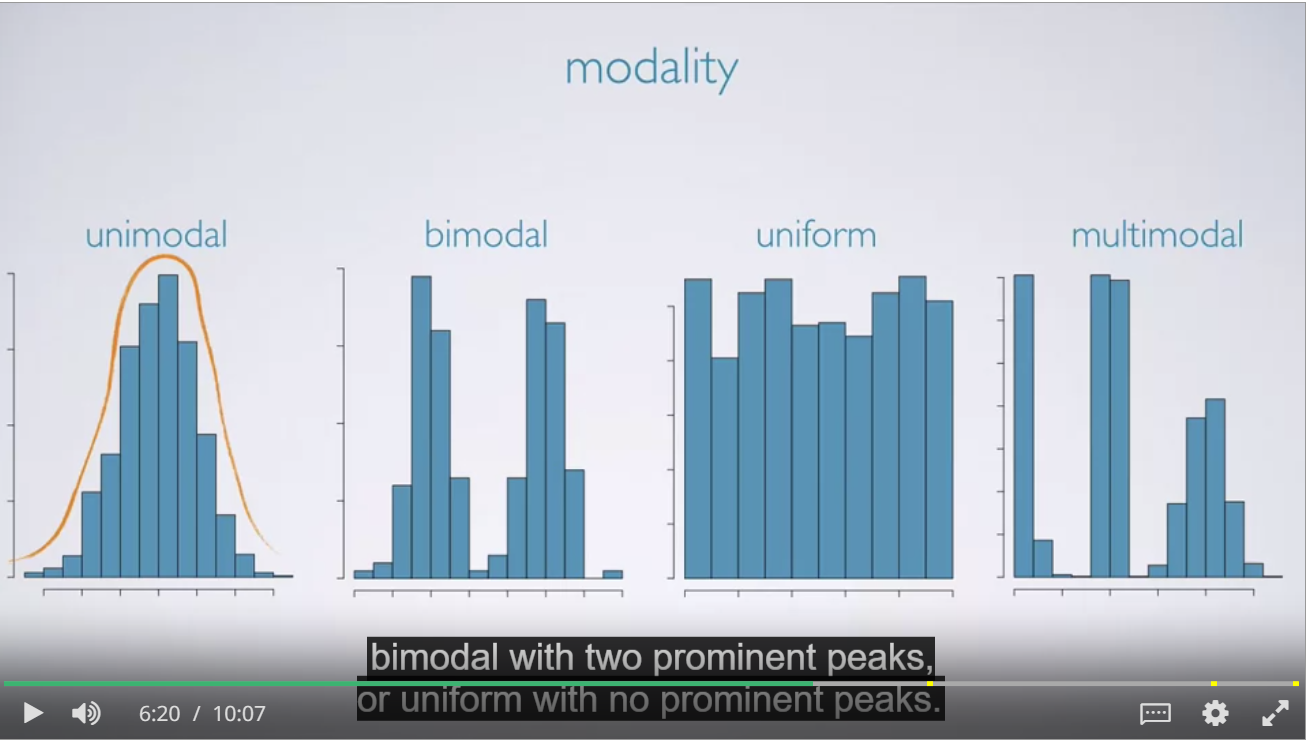 modality
unimodal
bimodal
uniform
multimodal
bimodal with two prominent peaks,
or uniform with no prominent peaks.
6:20 / 10:07